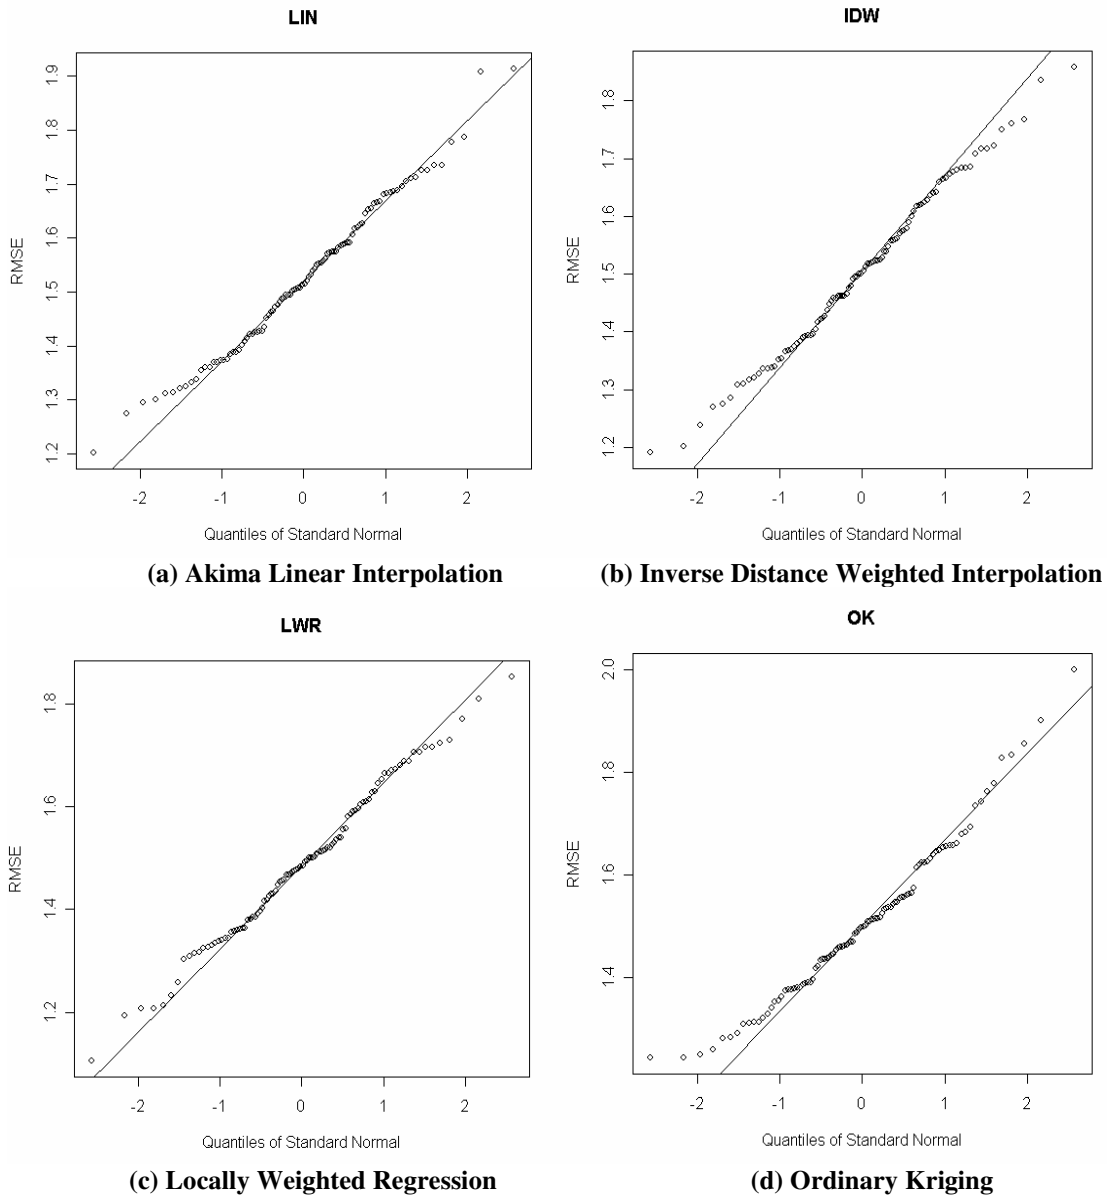 LIN
RMSE
1.9
1.8
1.7
1.6
1.5
1.4
1.3
1.2
-2 -1 0 1 2
Quantiles of Standard Normal
(a) Akima Linear Interpolation
IDW
RMSE
1.8
1.7
1.6
1.5
1.4
1.3
1.2
-2 -1 0 1 2
Quantiles of Standard Normal
(b) Inverse Distance Weighted Interpolation
LWR
RMSE
1.8
1.6
1.4
1.2
-2 -1 0 1 2
Quantiles of Standard Normal
(c) Locally Weighted Regression
OK
RMSE
2.0
1.8
1.6
1.4
-2 -1 0 1 2
Quantiles of Standard Normal
(d) Ordinary Kriging